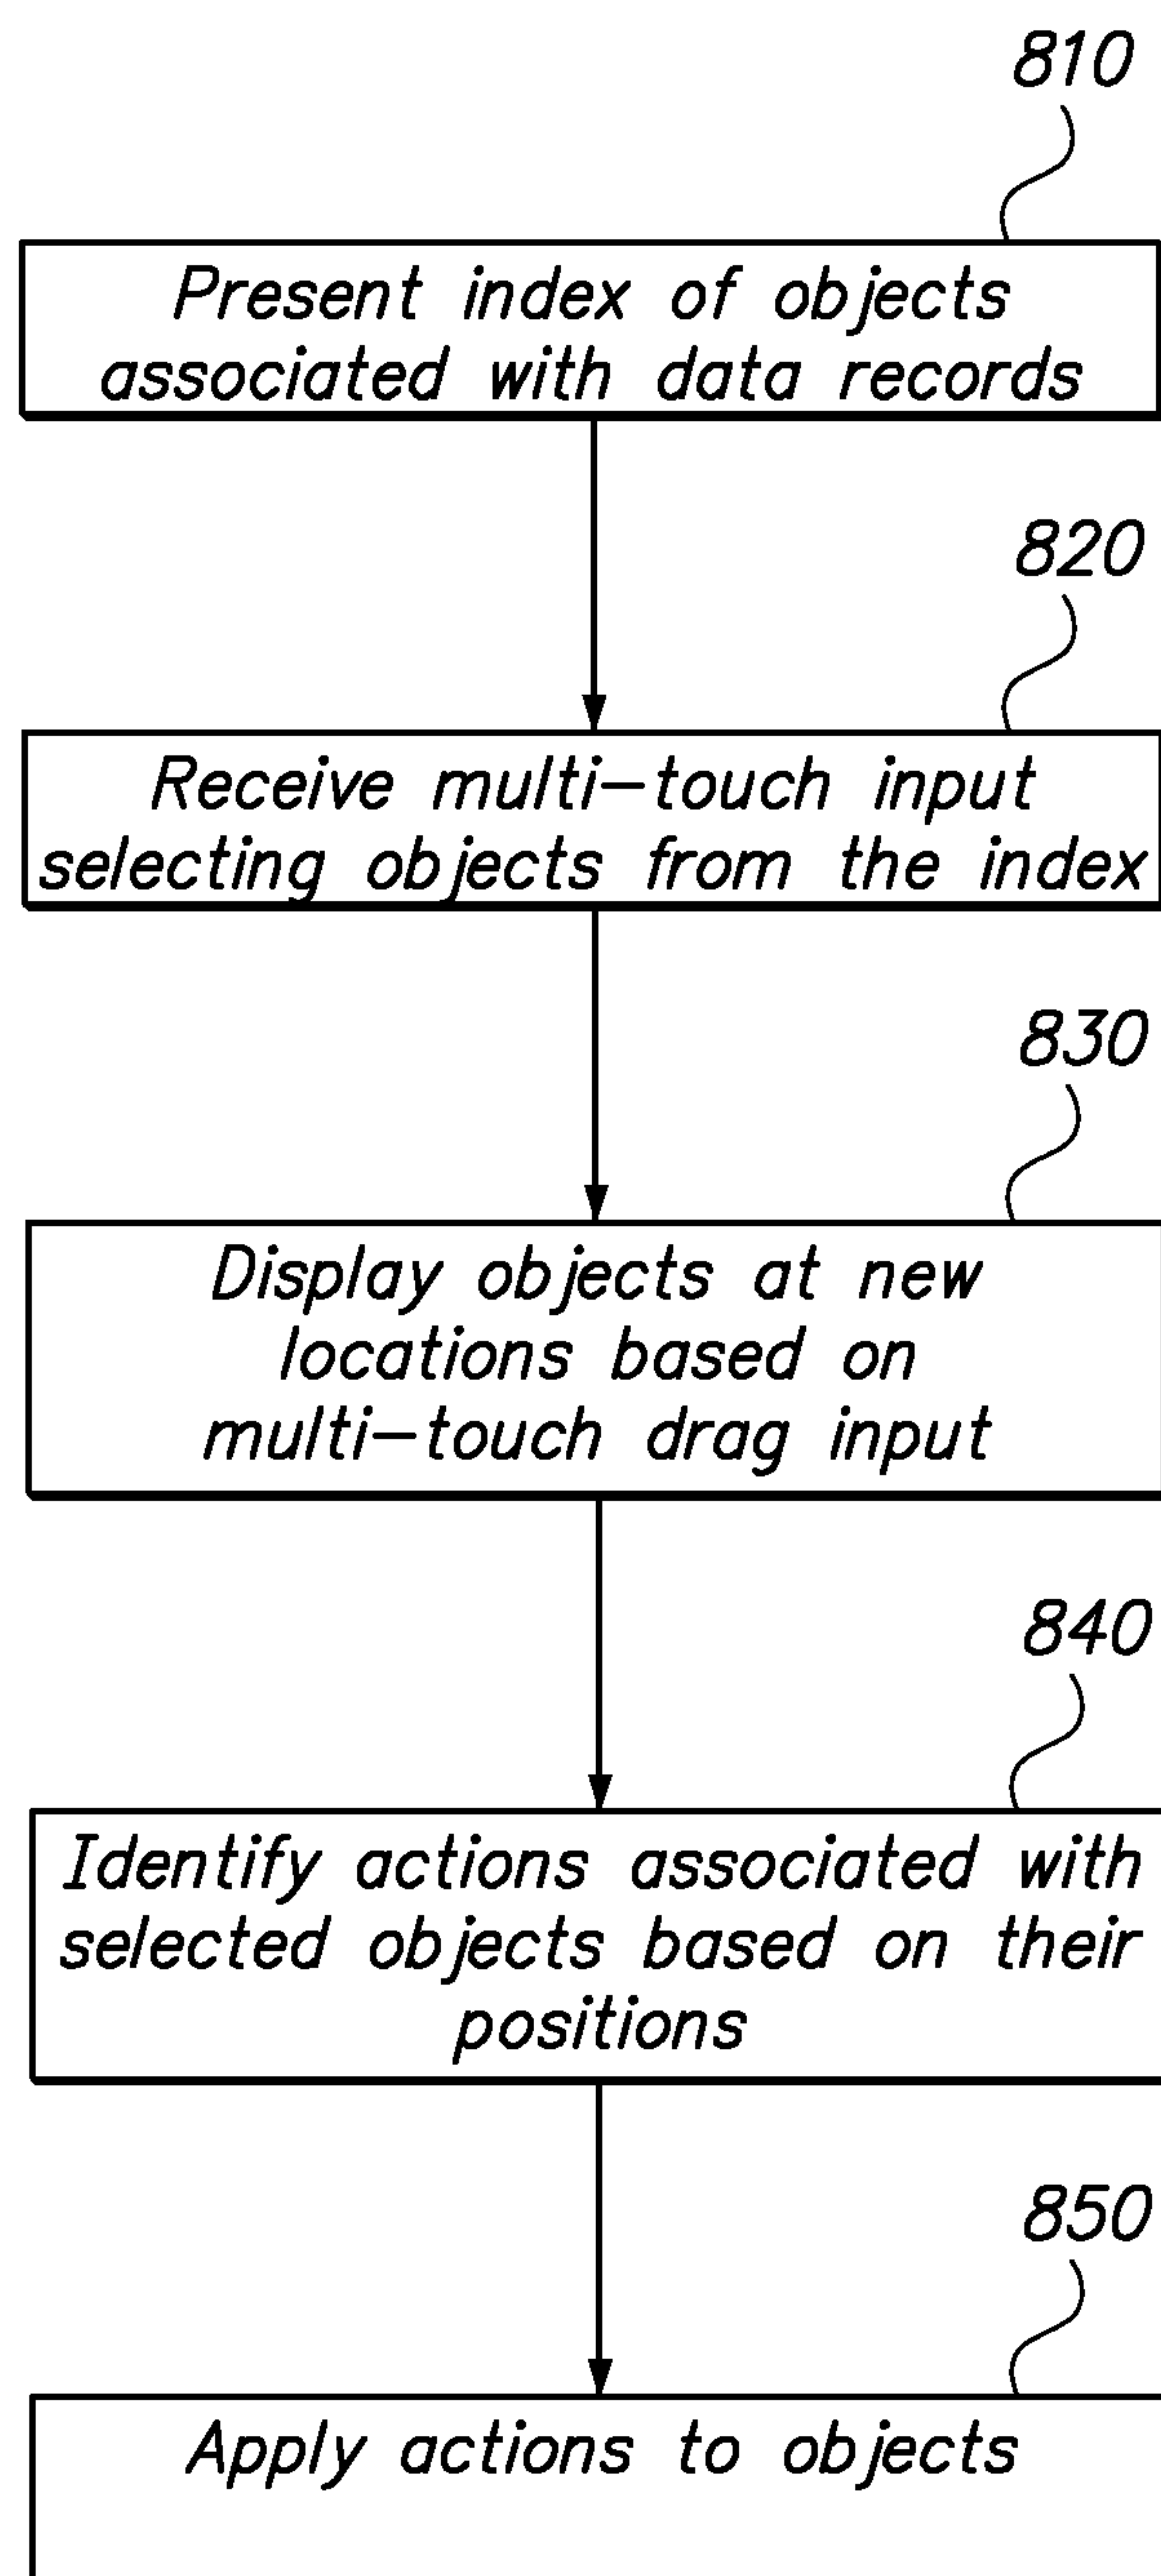 810
Present index of objects
associated with data records
820
Receive multi-touch input
selecting objects from the index
830
Display objects at new
locations based on
multi-touch drag input
840
Identify actions associated with
selected objects based on their
positions
850
Apply actions to objects